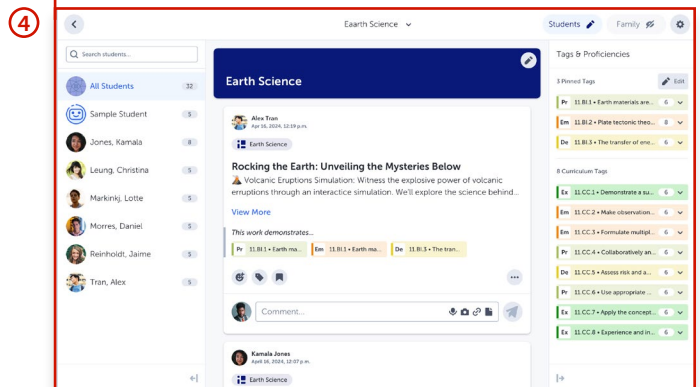 4
Eaarth Science
Students
Family
Search students...
All Students 32
Sample Student 5
Jones, Kamala 8
Leung, Christina 5
Markinkj, Lotte 5
Morres, Daniel 5
Reinholdt, Jaime 5
Tran, Alex 5
Earth Science
Alex Tran
Apr 16, 2024, 12:19 p.m.
Earth Science
Rocking the Earth: Unveiling the Mysteries Below
🌋 Volcanic Eruptions Simulation: Witness the explosive power of volcanic
erruptions through an interactice simulation. We'll explore the science behind...
View More
This work demonstrates...
Pr 11.BI.1 • Earth ma...
Em 11.BI.1 • Earth ma...
De 11.BI.3 • The tran...
Comment...
Kamala Jones
April 16, 2024, 12:07 p.m.
Earth Science
Tags & Proficiencies
3 Pinned Tags
Edit
Pr 11.BI.1 • Earth materials are... 6
Em 11.BI.2 • Plate tectonic theo... 8
De 11.BI.3 • The transfer of ene... 6
8 Curriculum Tags
Ex 11.CC.1 • Demonstrate a su... 6
Em 11.CC.2 • Make observation... 6
Em 11.CC.3 • Formulate multipl... 6
Pr 11.CC.4 • Collaboratively an... 6
De 11.CC.5 • Assess risk and a... 6
Pr 11.CC.6 • Use appropriate ... 6
Ex 11.CC.7 • Apply the concept... 6
Ex 11.CC.8 • Experience and in... 6